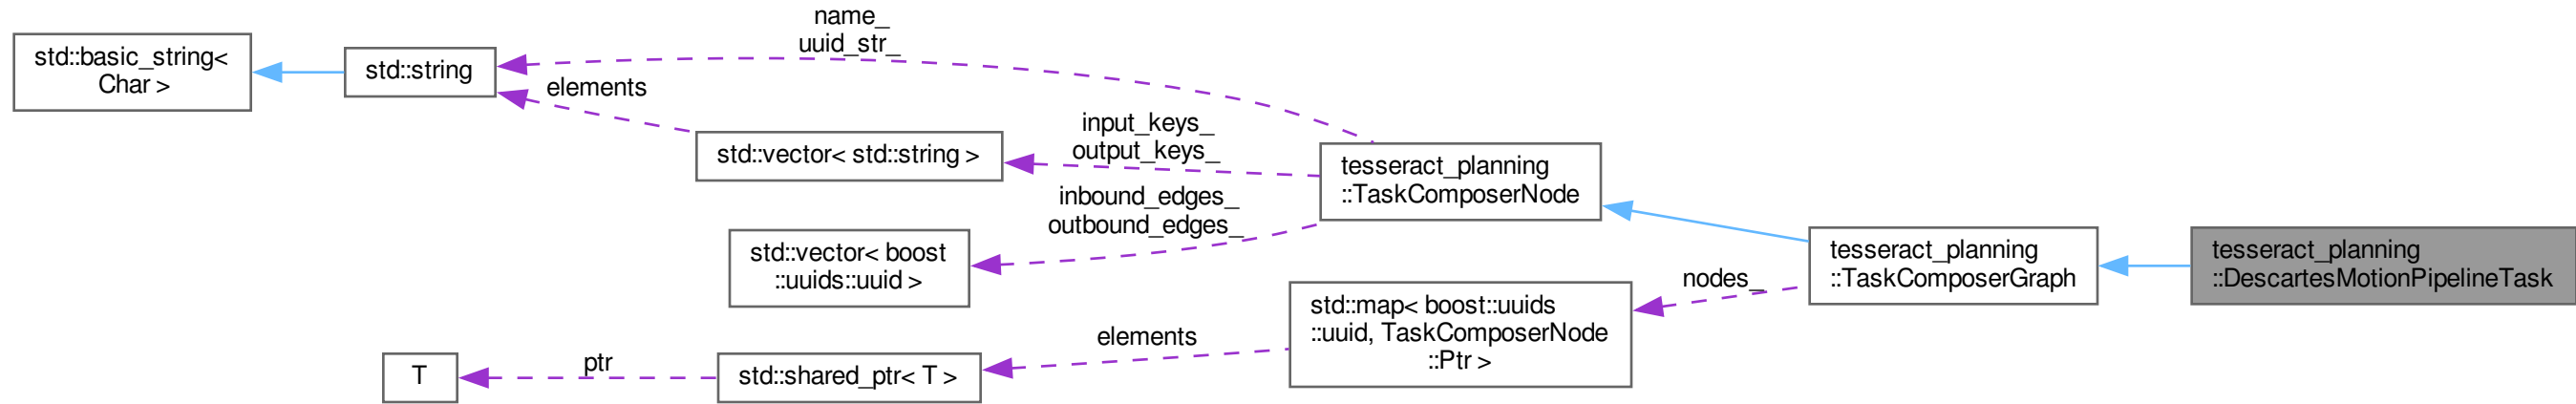 std::basic_string<
Char >
std::string
name_
uuid_str_
elements
std::vector< std::string >
input_keys_
output_keys_
inbound_edges_
outbound_edges_
std::vector< boost
::uuids::uuid >
tesseract_planning
::TaskComposerNode
tesseract_planning
::TaskComposerGraph
tesseract_planning
::DescartesMotionPipelineTask
nodes_
std::map< boost::uuids
::uuid, TaskComposerNode
::Ptr >
elements
std::shared_ptr< T >
ptr
T